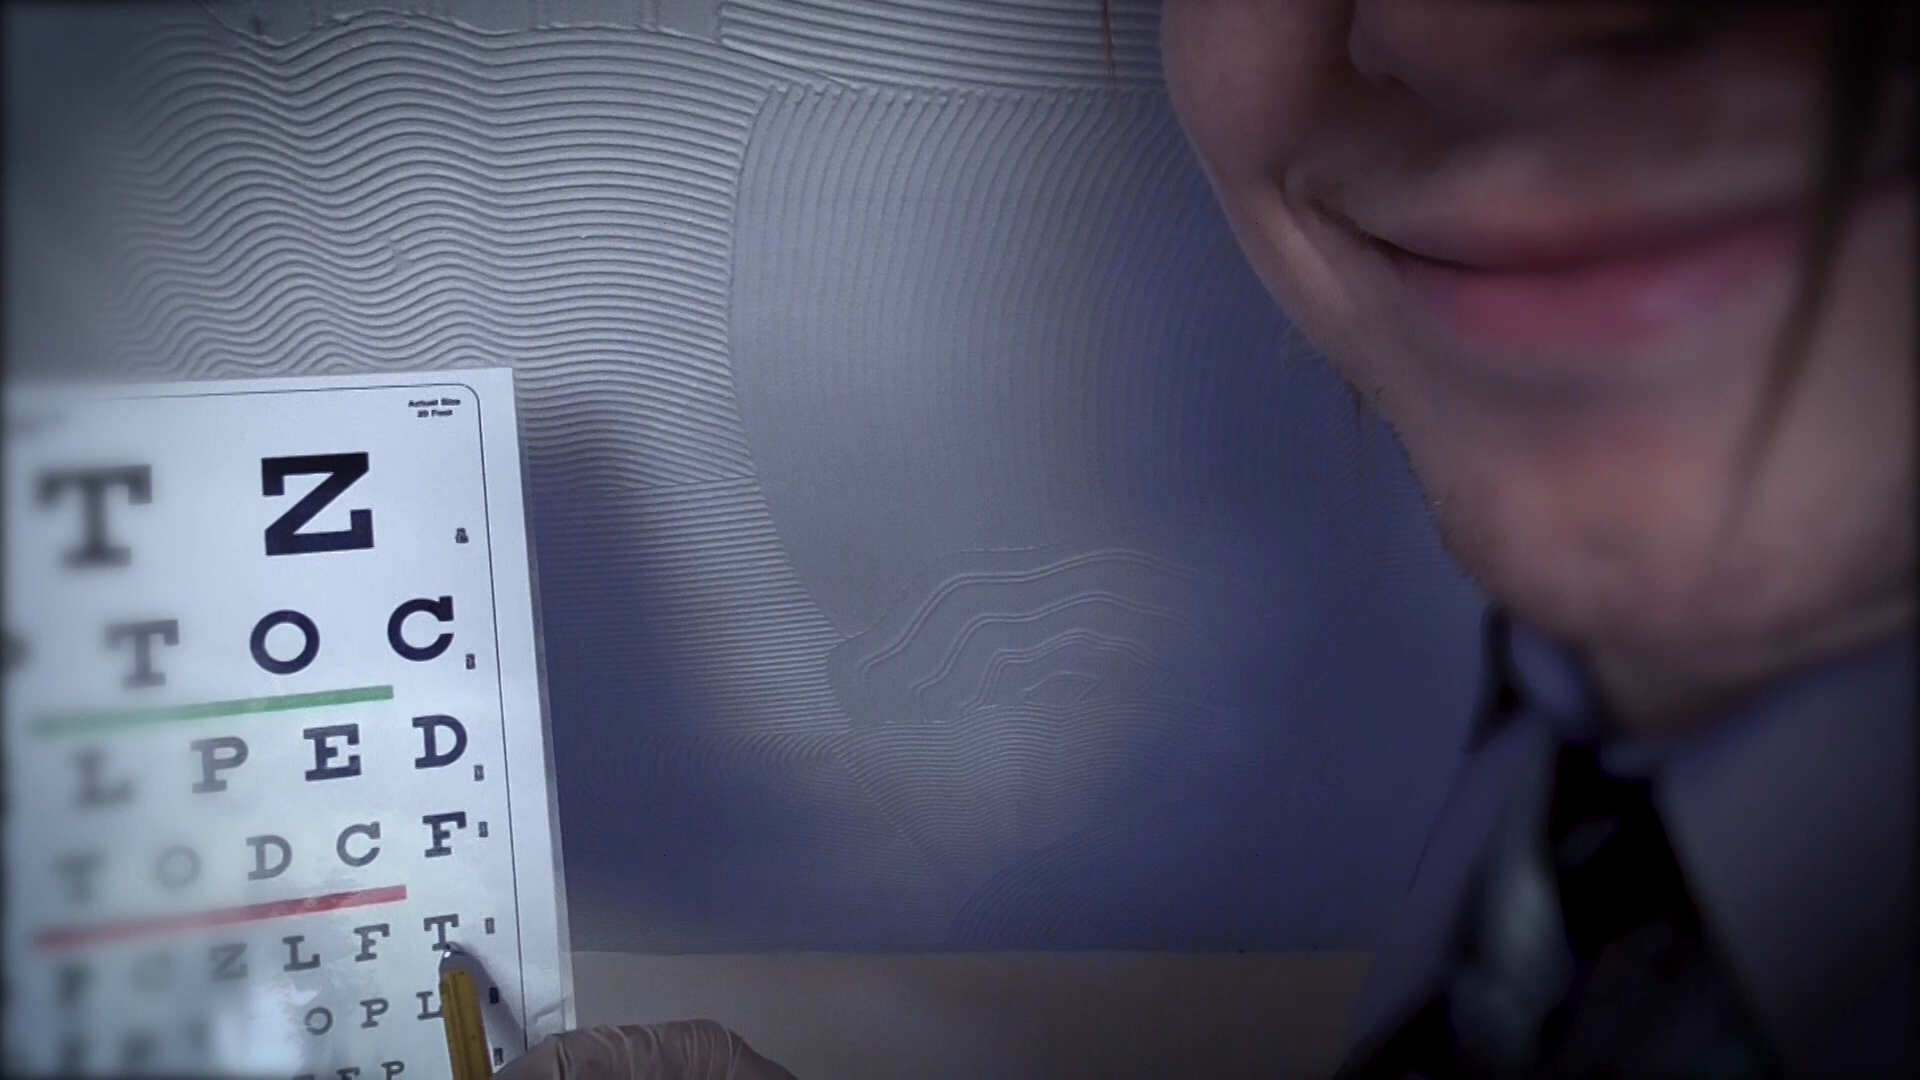 Actual Size
20 Feet
T Z
T O C
L P E D
T O D C F
Z L F T
O P L
F P